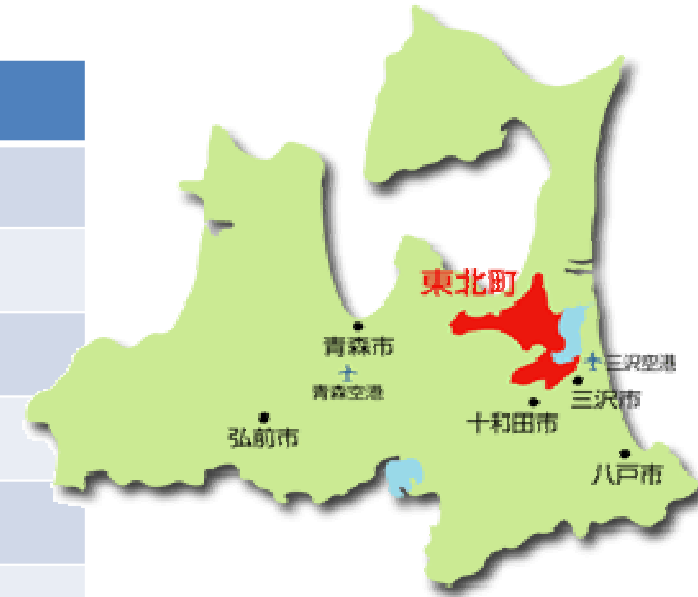 東北町
青森市
青森空港
三沢空港
三沢市
十和田市
弘前市
八戸市